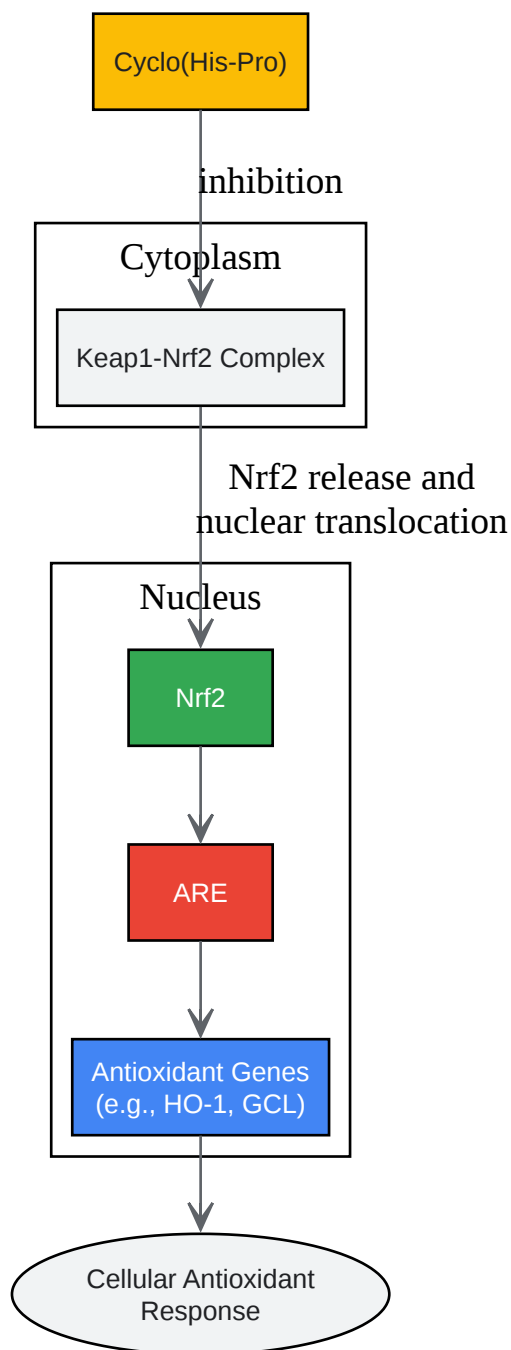 Cyclo(His-Pro)
inhibition
Cytoplasm
Keap1-Nrf2 Complex
Nrf2 release and
nuclear translocation
Nucleus
Nrf2
ARE
Antioxidant Genes
(e.g., HO-1, GCL)
Cellular Antioxidant
Response